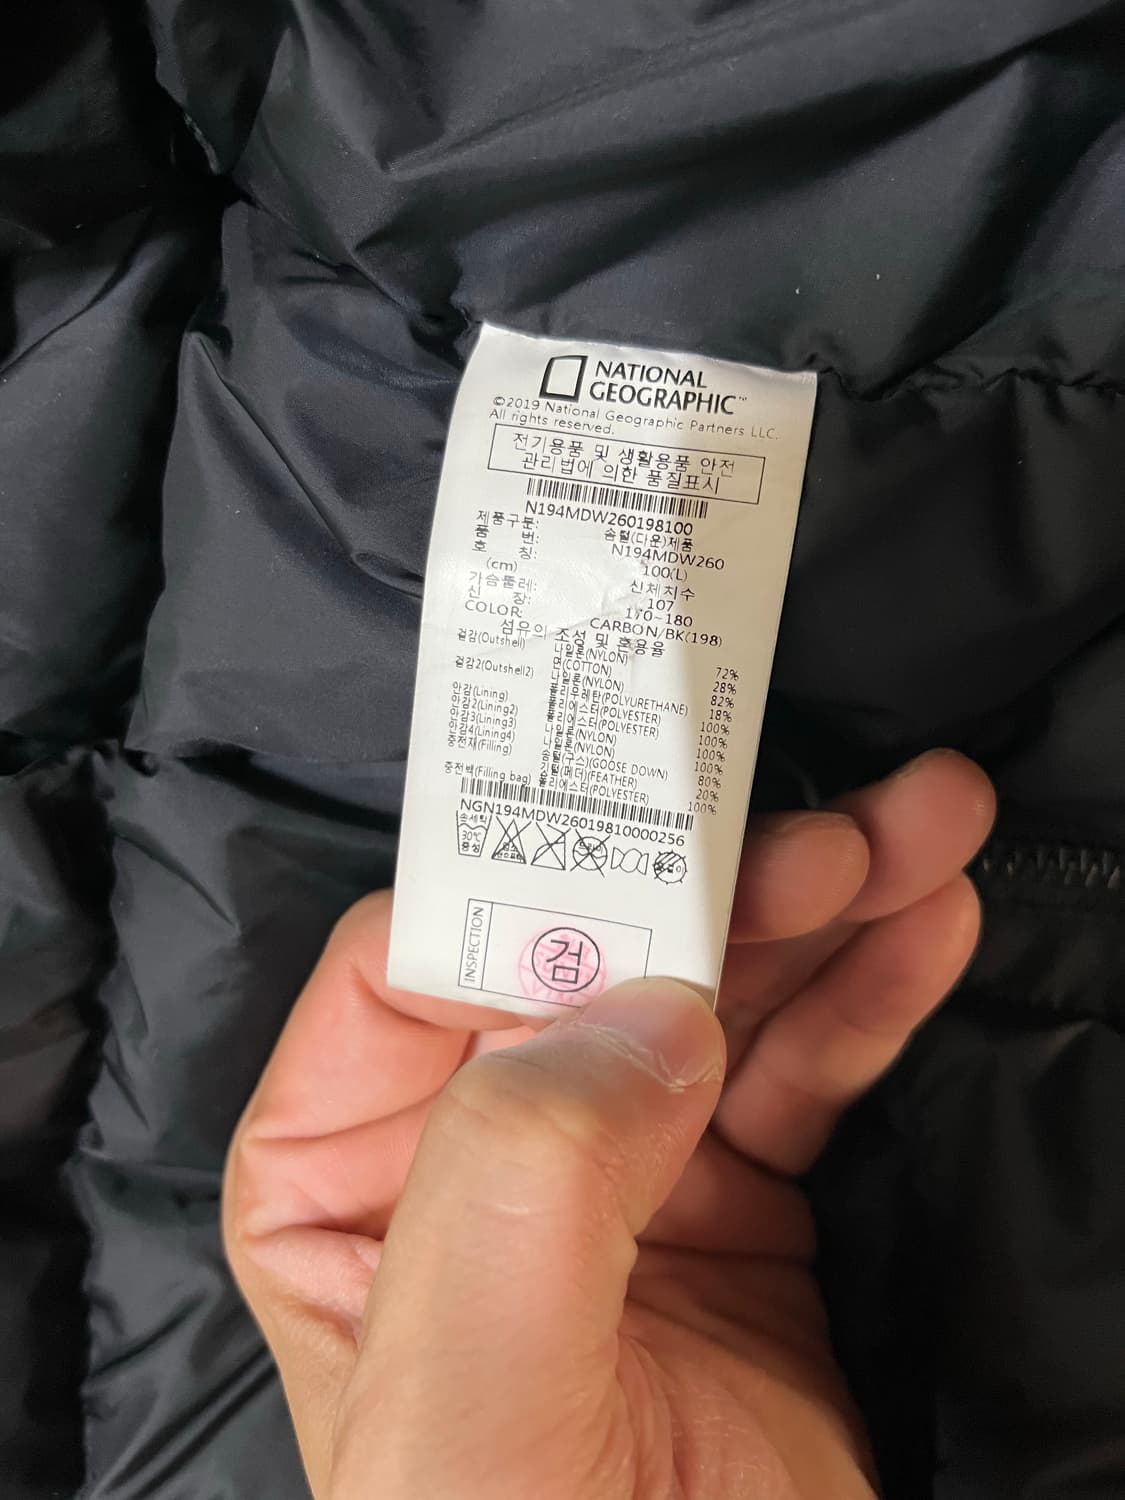 NATIONAL
GEOGRAPHIC™
©2019 National Geographic Partners LLC.
All rights reserved.
전기용품 및 생활용품 안전
관리법에 의한 품질표시
N194MDW260198100
제품구분: 솜털(다운)제품
품 번: N194MDW260
호 칭: 100(L)
(cm) 신체치수
가슴둘레: 107
신 장: 170~180
COLOR: CARBON/BK(198)
섬유의 조성 및 혼용율
겉감(Outshell) 나일론(NYLON) 72%
면(COTTON) 28%
겉감2(Outshell2) 나일론(NYLON) 82%
폴리우레탄(POLYURETHANE) 18%
안감(Lining) 폴리에스터(POLYESTER) 100%
안감2(Lining2) 폴리에스터(POLYESTER) 100%
안감3(Lining3) 나일론(NYLON) 100%
안감4(Lining4) 나일론(NYLON) 100%
충전재(Filling) 솜털(구스)(GOOSE DOWN) 80%
깃털(페더)(FEATHER) 20%
충전백(Filling bag) 폴리에스터(POLYESTER) 100%
NGN194MDW26019810000256
손세탁
30℃
중성
INSPECTION
검